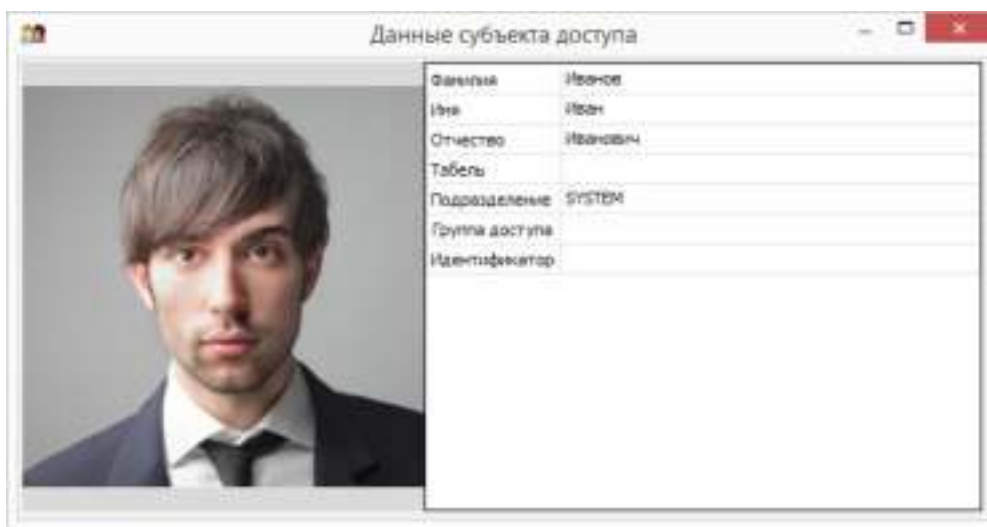 Данные субъекта доступа
Фамилия Иванов
Имя Иван
Отчество Иванович
Табель
Подразделение SYSTEM
Группа доступа
Идентификатор